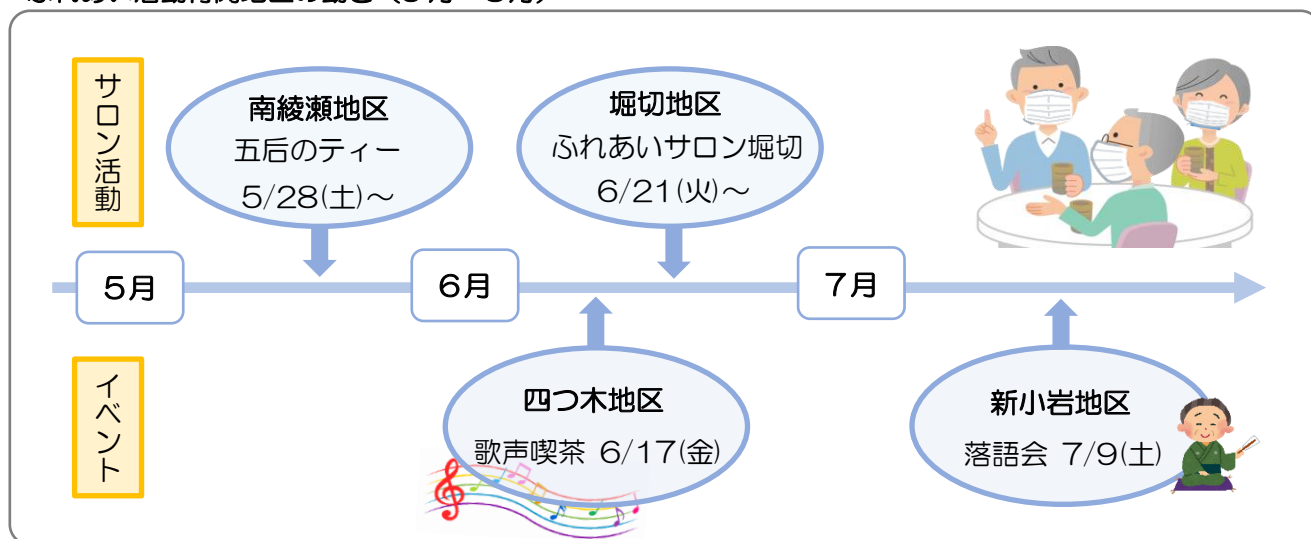 サロン活動
南綾瀬地区
五后のティー
5/28(土)～
堀切地区
ふれあいサロン堀切
6/21(火)～
5月
6月
7月
イベント
四つ木地区
歌声喫茶 6/17(金)
新小岩地区
落語会 7/9(土)